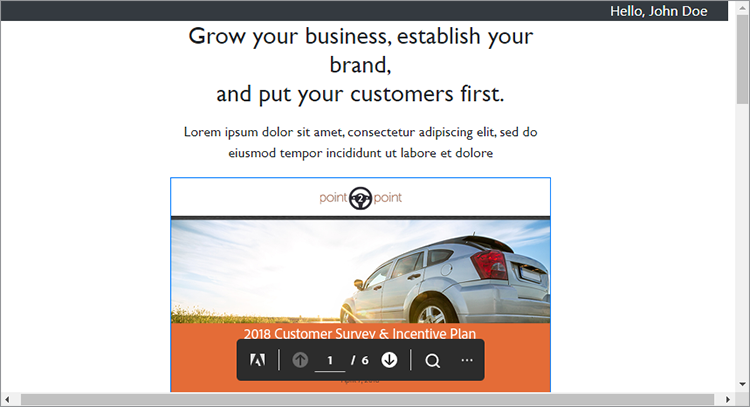 Hello, John Doe
Grow your business, establish your
brand,
and put your customers first.
Lorem ipsum dolor sit amet, consectetur adipiscing elit, sed do
eiusmod tempor incididunt ut labore et dolore
point 2 point
2018 Customer Survey & Incentive Plan
1 / 6